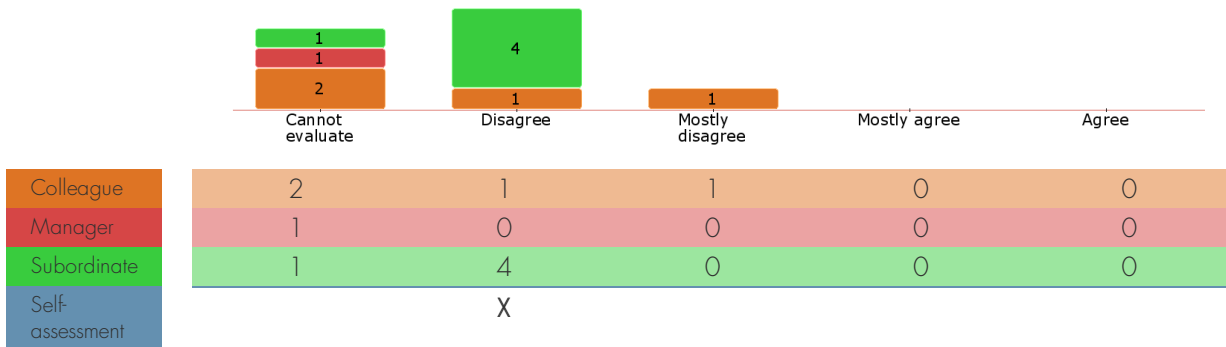 1
1
2
4
1
1
Cannot
evaluate
Disagree
Mostly
disagree
Mostly agree
Agree
Colleague 2 1 1 0 0
Manager 1 0 0 0 0
Subordinate 1 4 0 0 0
Self-
assessment
X